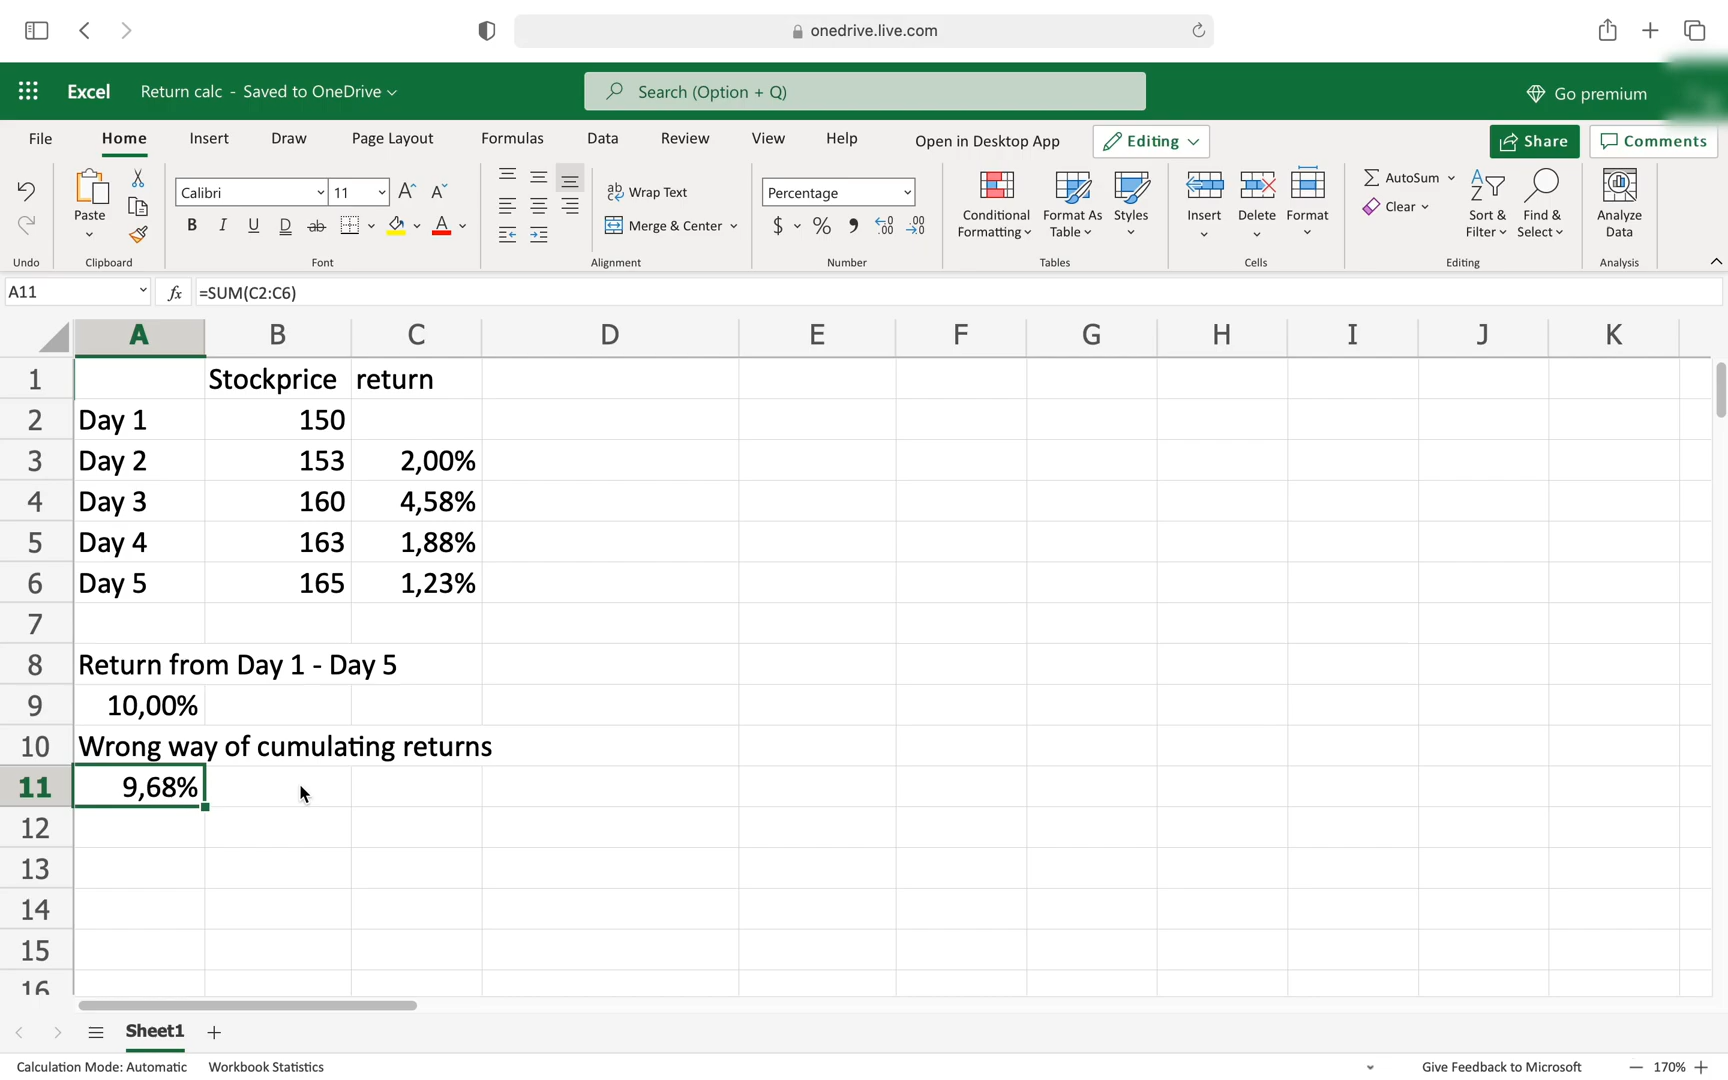 onedrive.live.com
Excel Return calc - Saved to OneDrive
Search (Option + Q)
Go premium
File Home Insert Draw Page Layout Formulas Data Review View Help Open in Desktop App Editing Share Comments
Paste
Calibri 11
Wrap Text
Merge & Center
Percentage
$ % 9
Conditional Formatting
Format As Table
Styles
Insert
Delete
Format
AutoSum
Clear
Sort & Filter
Find & Select
Analyze Data
Undo Clipboard Font Alignment Number Tables Cells Editing Analysis
A11 fx =SUM(C2:C6)
A B C D E F G H I J K
1 Stockprice return
2 Day 1 150
3 Day 2 153 2,00%
4 Day 3 160 4,58%
5 Day 4 163 1,88%
6 Day 5 165 1,23%
7
8 Return from Day 1 - Day 5
9 10,00%
10 Wrong way of cumulating returns
11 9,68%
12
13
14
15
16
Sheet1
Calculation Mode: Automatic Workbook Statistics Give Feedback to Microsoft 170%